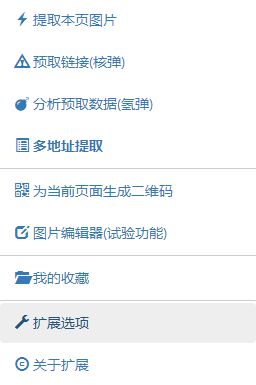 提取本页图片
预取链接(核弹)
分析预取数据(氢弹)
多地址提取
为当前页面生成二维码
图片编辑器(试验功能)
我的收藏
扩展选项
关于扩展